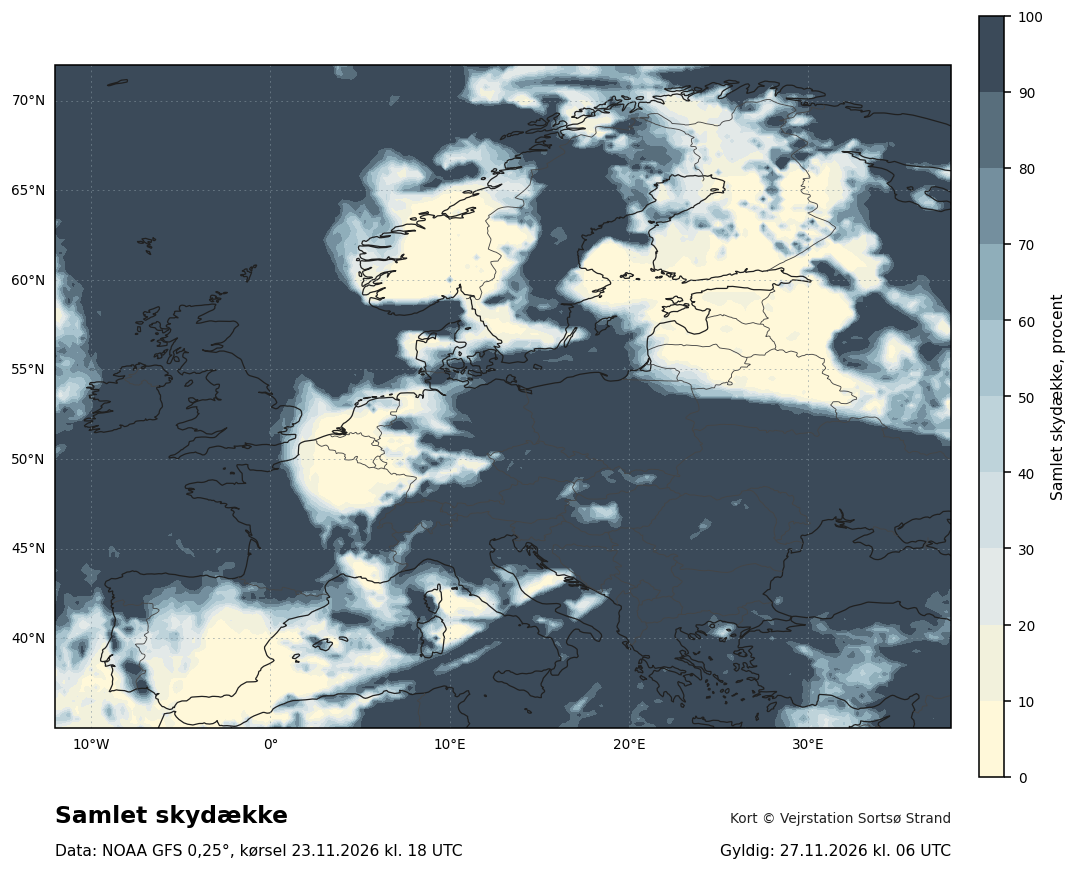 100
90
80
70
60
50
40
30
20
10
0
Samlet skydække, procent
70°N
65°N
60°N
55°N
50°N
45°N
40°N
10°W
0°
10°E
20°E
30°E
Samlet skydække
Kort © Vejrstation Sortsø Strand
Data: NOAA GFS 0,25°, kørsel 23.11.2026 kl. 18 UTC
Gyldig: 27.11.2026 kl. 06 UTC